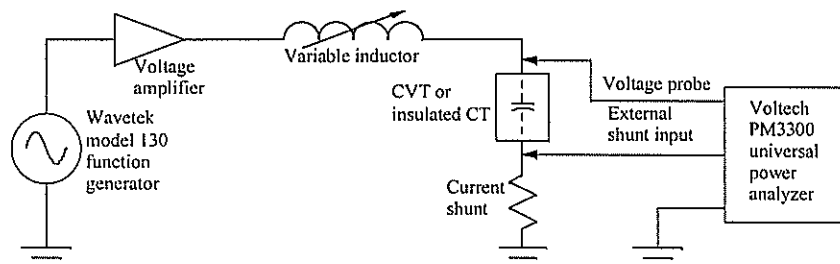 Voltage
amplifier
Variable inductor
Wavetek
model 130
function
generator
CVT or
insulated CT
Current
shunt
Voltage probe
External
shunt input
Voltech
PM3300
universal
power
analyzer